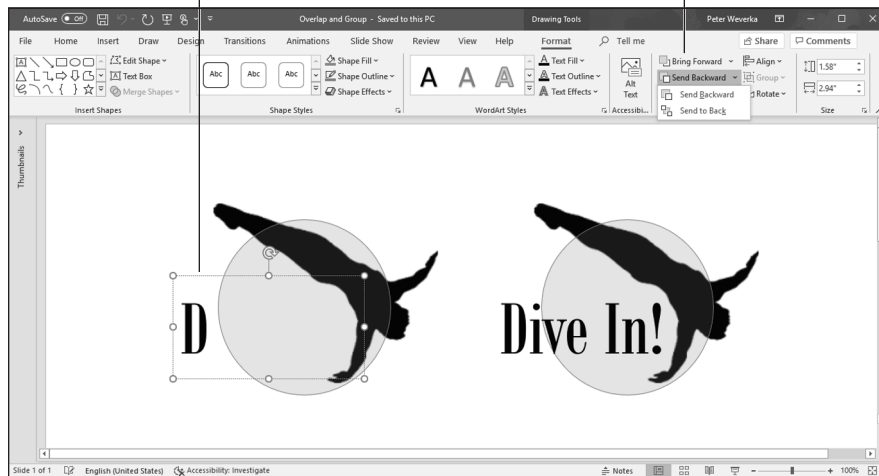 AutoSave Off Overlap and Group - Saved to this PC Drawing Tools Peter Weverka
File Home Insert Draw Design Transitions Animations Slide Show Review View Help Format Tell me Share Comments
Edit Shape
Text Box
Merge Shapes
Insert Shapes
Abc Abc Abc
Shape Fill
Shape Outline
Shape Effects
Shape Styles
A A A
Text Fill
Text Outline
Text Effects
WordArt Styles
Alt
Text
Accessibi...
Bring Forward
Send Backward
Send Backward
Send to Back
Align
Group
Rotate
1.58"
2.94"
Size
Thumbnails
D
Dive In!
Slide 1 of 1 English (United States) Accessibility: Investigate Notes 100%